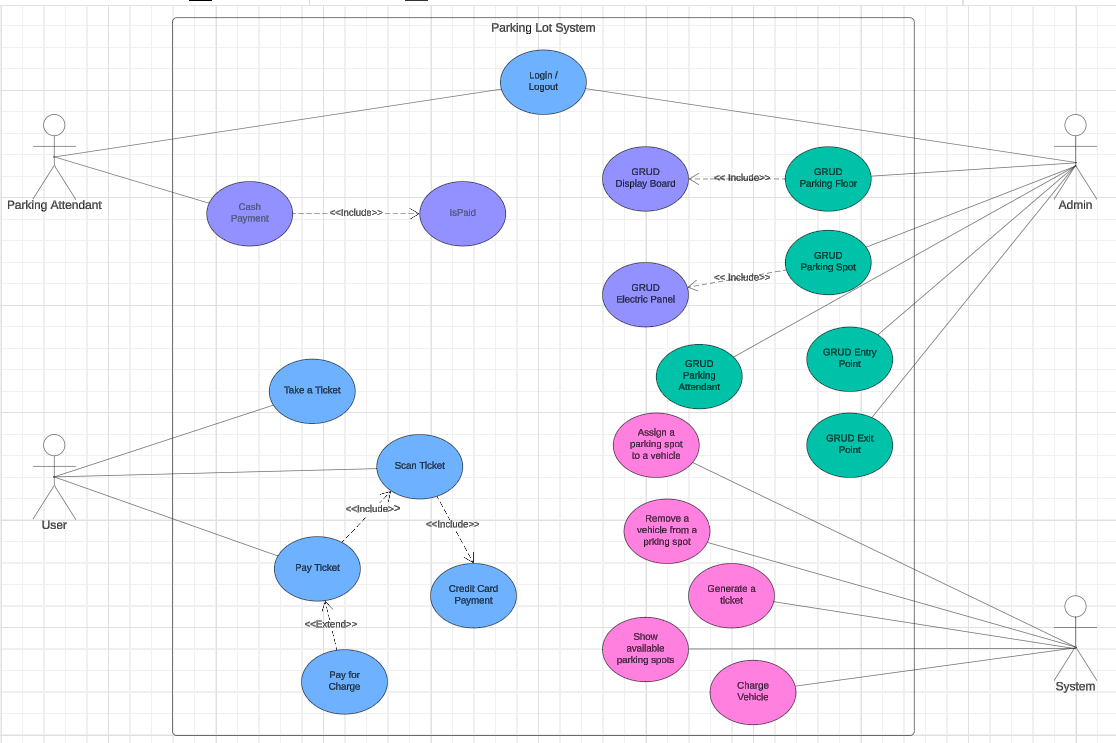 Parking Lot System
Login /
Logout
Parking Attendant
Admin
GRUD
Display Board
<< Include>>
GRUD
Parking Floor
Cash
Payment
<<Include>>
IsPaid
GRUD
Parking Spot
<< Include>>
GRUD
Electric Panel
GRUD Entry
Point
GRUD
Parking
Attendant
Take a Ticket
GRUD Exit
Point
Assign a
parking spot
to a vehicle
Scan Ticket
User
<<Include>>
<<Include>>
Remove a
vehicle from a
prking spot
Pay Ticket
Credit Card
Payment
Generate a
ticket
<<Extend>>
Show
available
parking spots
Pay for
Charge
Charge
Vehicle
System